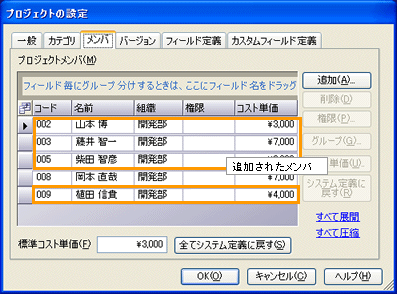 プロジェクトの設定
一般 カテゴリ メンバ バージョン フィールド定義 カスタムフィールド定義
プロジェクトメンバ(M)
フィールド毎にグループ分けするときは、ここにフィールド名をドラッグ
追加(A)...
削除(D)
権限(P)...
グループ(G)...
単価(U)...
システム定義に
戻す(R)
コード 名前 組織 権限 コスト単価
002 山本 博 開発部 ¥3,000
003 藤井 智一 開発部 ¥7,000
005 柴田 智彦 開発部
追加されたメンバ
008 岡本 直哉 開発部 ¥7,000
009 植田 信貴 開発部 ¥4,000
すべて展開
すべて圧縮
標準コスト単価(F) ¥3,000 全てシステム定義に戻す(S)
OK(O) キャンセル(C) ヘルプ(H)